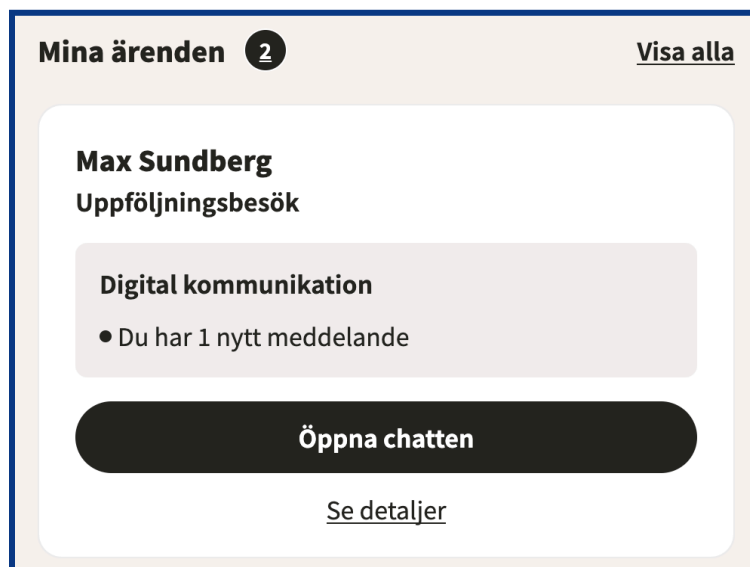 Mina ärenden 2 Visa alla
Max Sundberg
Uppföljningsbesök
Digital kommunikation
Du har 1 nytt meddelande
Öppna chatten
Se detaljer